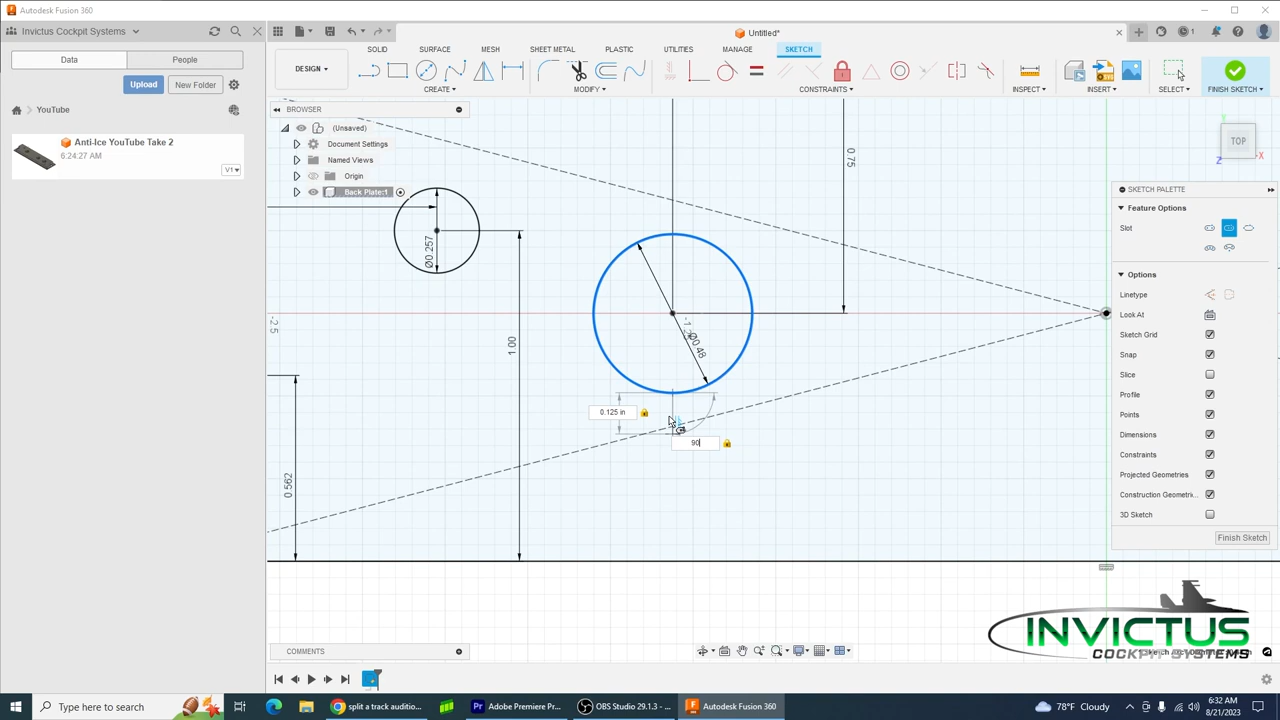 Autodesk Fusion 360
Invictus Cockpit Systems
Untitled*
1
Data
People
Upload
New Folder
YouTube
Anti-Ice YouTube Take 2
6:24:27 AM
V1
DESIGN
SOLID
SURFACE
MESH
SHEET METAL
PLASTIC
UTILITIES
MANAGE
SKETCH
CREATE
MODIFY
CONSTRAINTS
INSPECT
INSERT
SELECT
FINISH SKETCH
BROWSER
(Unsaved)
Document Settings
Named Views
Origin
Back Plate:1
TOP
X
Z
0.75
Ø0.257
-2.5
1.00
Ø0.48
0.562
0.125 in
90
SKETCH PALETTE
Feature Options
Slot
Options
Linetype
Look At
Sketch Grid
Snap
Slice
Profile
Points
Dimensions
Constraints
Projected Geometries
Construction Geometri...
3D Sketch
Finish Sketch
INVICTUS
COCKPIT SYSTEMS
COMMENTS
Type here to search
split a track auditio...
Adobe Premiere Pr...
OBS Studio 29.1.3 - ...
Autodesk Fusion 360
78°F Cloudy
6:32 AM
8/21/2023